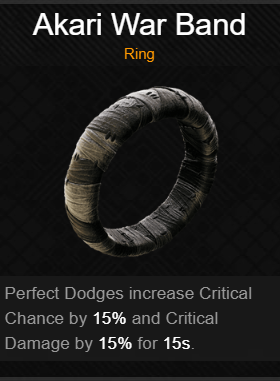 Akari War Band
Ring
Perfect Dodges increase Critical
Chance by 15% and Critical
Damage by 15% for 15s.